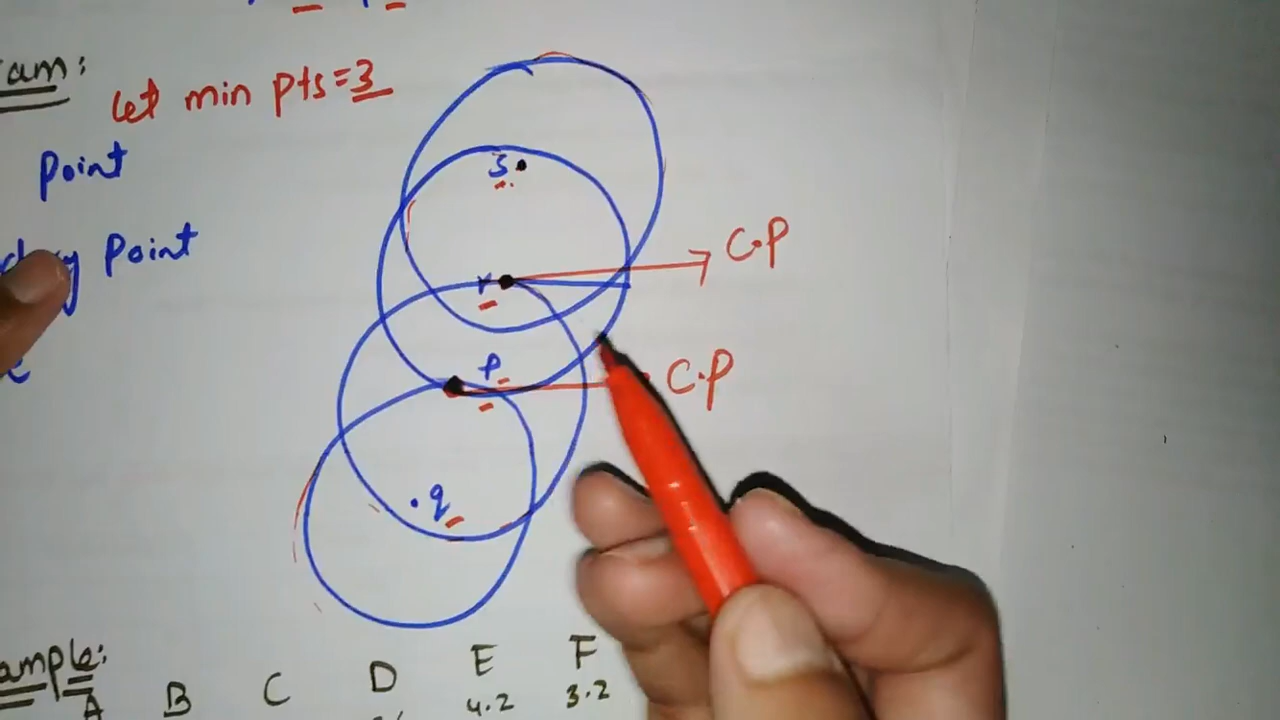 am:
let min pts=3
point
S
point
C.P
r
p
C.P
q
ample:
A B C D E F
4.2 3.2